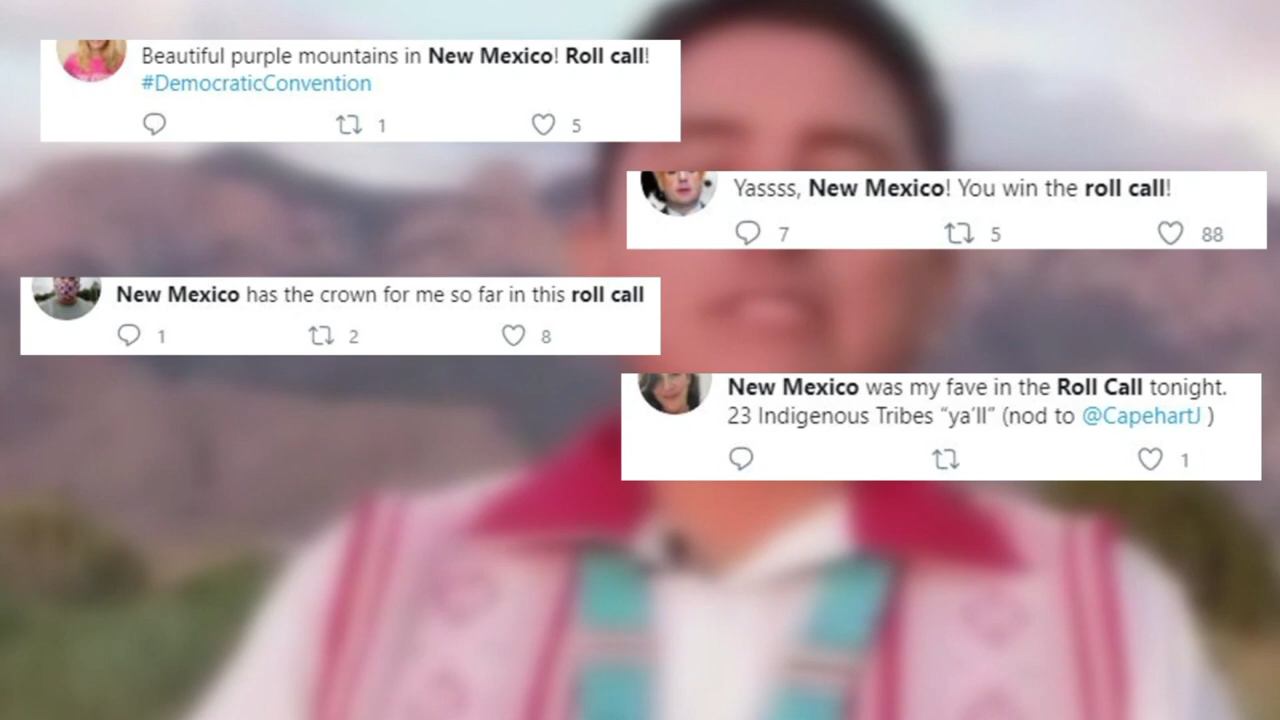 Beautiful purple mountains in New Mexico! Roll call!
#DemocraticConvention
1 5
Yassss, New Mexico! You win the roll call!
7 5 88
New Mexico has the crown for me so far in this roll call
1 2 8
New Mexico was my fave in the Roll Call tonight.
23 Indigenous Tribes “ya’ll” (nod to @CapehartJ )
1